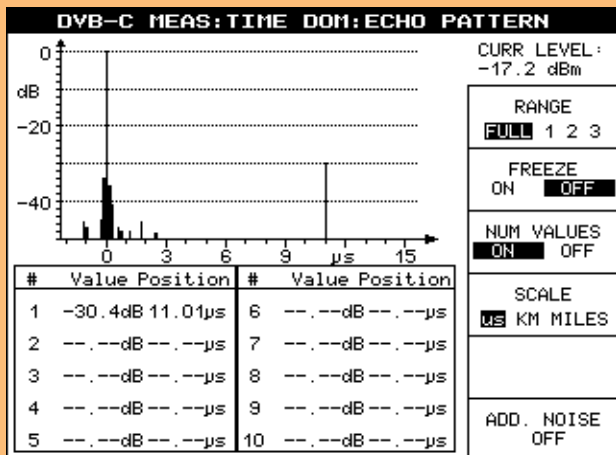 DVB-C MEAS:TIME DOM:ECHO PATTERN
0
dB
-20
-40
0 3 6 9 µs 15
CURR LEVEL:
-17.2 dBm
RANGE
FULL 1 2 3
FREEZE
ON OFF
NUM VALUES
ON OFF
SCALE
us KM MILES
ADD. NOISE
OFF
# Value Position # Value Position
1 -30.4dB 11.01µs 6 --.--dB --.--µs
2 --.--dB --.--µs 7 --.--dB --.--µs
3 --.--dB --.--µs 8 --.--dB --.--µs
4 --.--dB --.--µs 9 --.--dB --.--µs
5 --.--dB --.--µs 10 --.--dB --.--µs